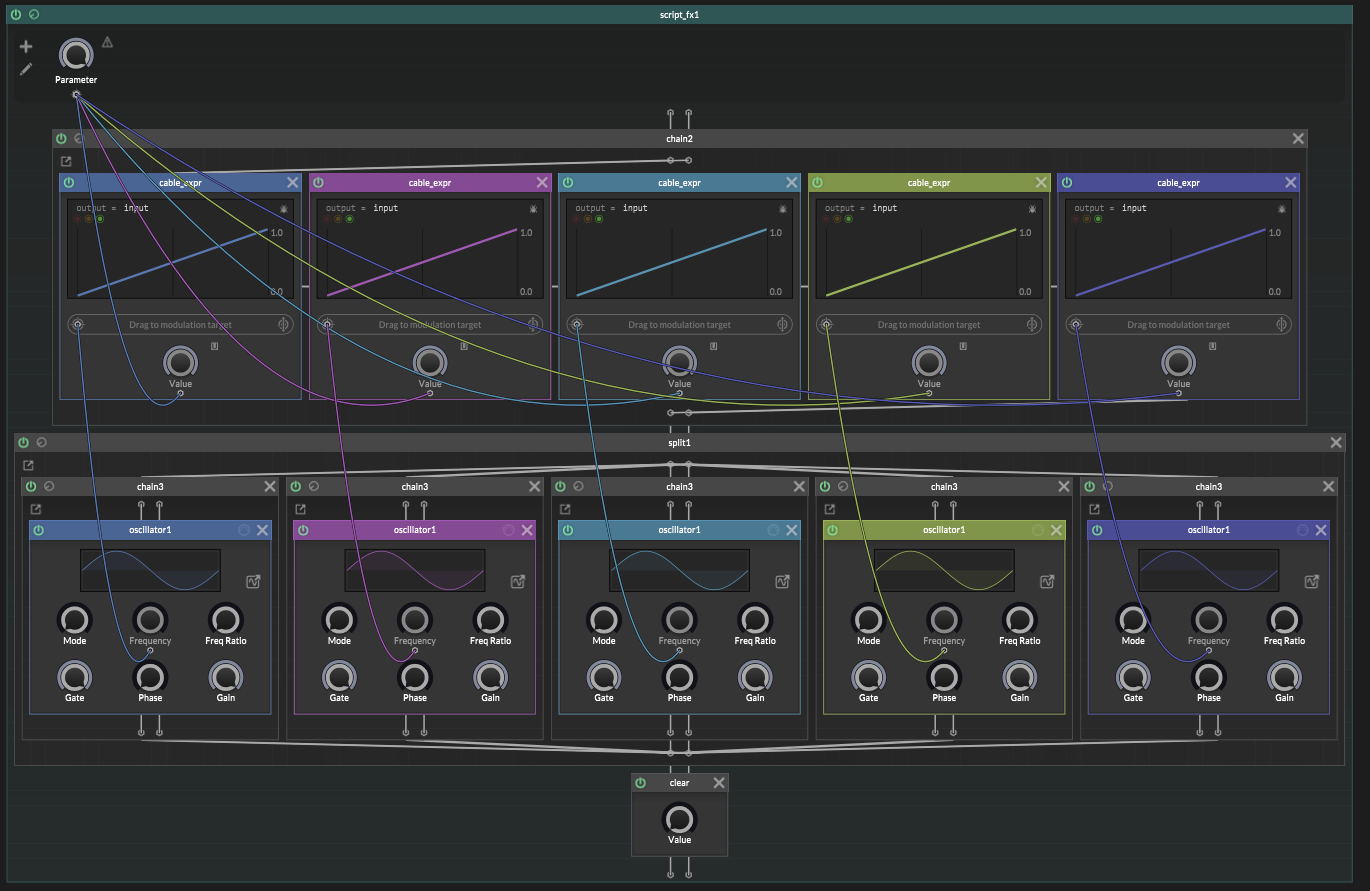 script_fx1
Parameter
chain2
cable_expr cable_expr cable_expr cable_expr cable_expr
output = input output = input output = input output = input output = input
1.0 1.0 1.0 1.0 1.0
0.0 0.0 0.0 0.0 0.0
Drag to modulation target Drag to modulation target Drag to modulation target Drag to modulation target Drag to modulation target
Value Value Value Value Value
split1
chain3 chain3 chain3 chain3 chain3
oscillator1 oscillator1 oscillator1 oscillator1 oscillator1
Mode Frequency Freq Ratio Mode Frequency Freq Ratio Mode Frequency Freq Ratio Mode Frequency Freq Ratio Mode Frequency Freq Ratio
Gate Phase Gain Gate Phase Gain Gate Phase Gain Gate Phase Gain Gate Phase Gain
clear
Value